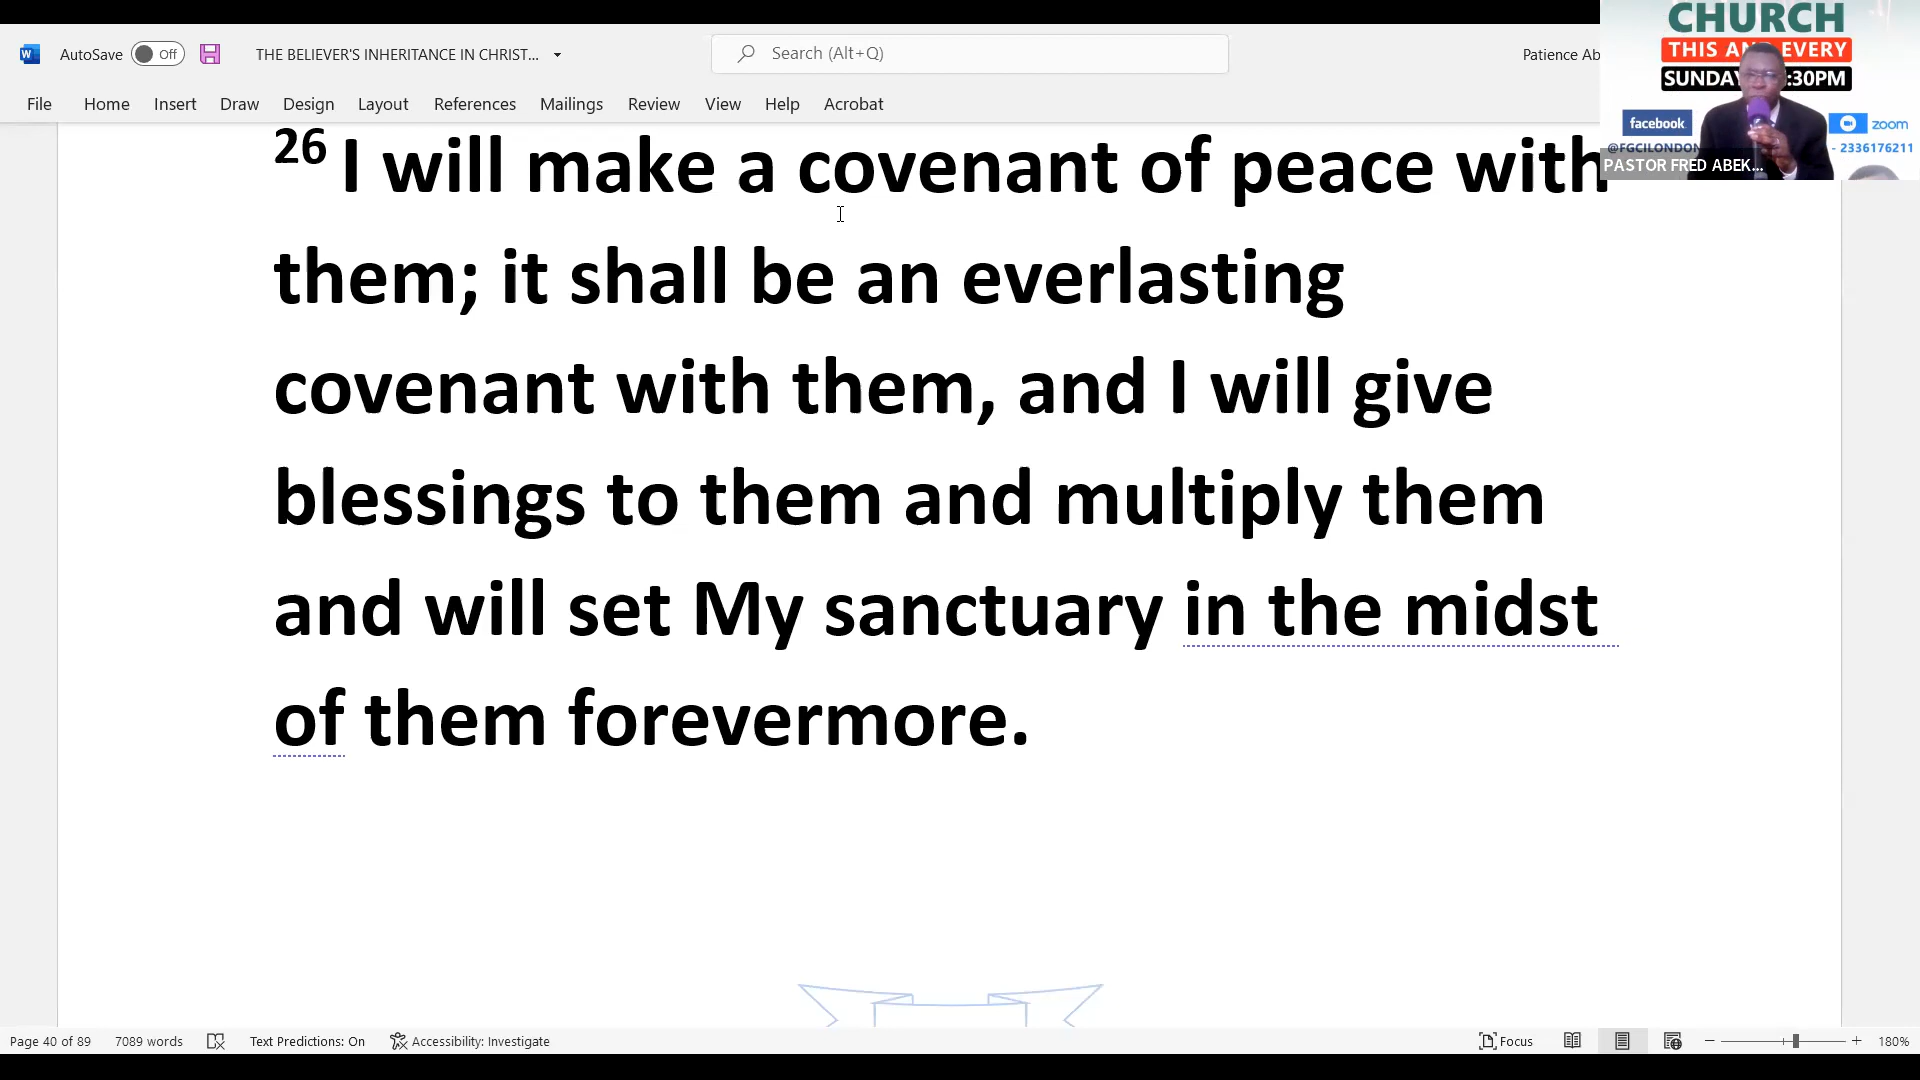 AutoSave Off THE BELIEVER'S INHERITANCE IN CHRIST... Search (Alt+Q) Patience Ab
File Home Insert Draw Design Layout References Mailings Review View Help Acrobat
CHURCH
THIS AND EVERY
SUNDAY :30PM
facebook zoom
@FGCILONDON - 2336176211
PASTOR FRED ABEK...
26 I will make a covenant of peace with
them; it shall be an everlasting
covenant with them, and I will give
blessings to them and multiply them
and will set My sanctuary in the midst
of them forevermore.
Page 40 of 89 7089 words Text Predictions: On Accessibility: Investigate Focus 180%